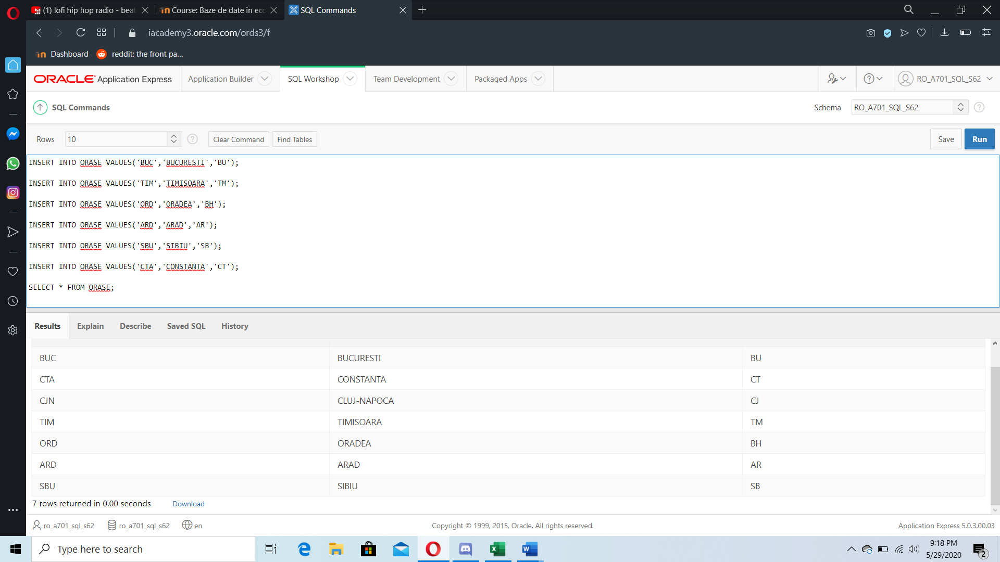 (1) lofi hip hop radio - beat
Course: Baze de date in eco
SQL Commands
iacademy3.oracle.com/ords3/f
Dashboard
reddit: the front pa...
ORACLE Application Express
Application Builder
SQL Workshop
Team Development
Packaged Apps
RO_A701_SQL_S62
SQL Commands
Schema
RO_A701_SQL_S62
Rows
10
Clear Command
Find Tables
Save
Run
INSERT INTO ORASE VALUES('BUC','BUCURESTI','BU');
INSERT INTO ORASE VALUES('TIM','TIMISOARA','TM');
INSERT INTO ORASE VALUES('ORD','ORADEA','BH');
INSERT INTO ORASE VALUES('ARD','ARAD','AR');
INSERT INTO ORASE VALUES('SBU','SIBIU','SB');
INSERT INTO ORASE VALUES('CTA','CONSTANTA','CT');
SELECT * FROM ORASE;
Results Explain Describe Saved SQL History
BUC BUCURESTI BU
CTA CONSTANTA CT
CJN CLUJ-NAPOCA CJ
TIM TIMISOARA TM
ORD ORADEA BH
ARD ARAD AR
SBU SIBIU SB
7 rows returned in 0.00 seconds Download
ro_a701_sql_s62 ro_a701_sql_s62 en
Copyright © 1999, 2015, Oracle. All rights reserved.
Application Express 5.0.3.00.03
Type here to search
9:18 PM
5/29/2020
2